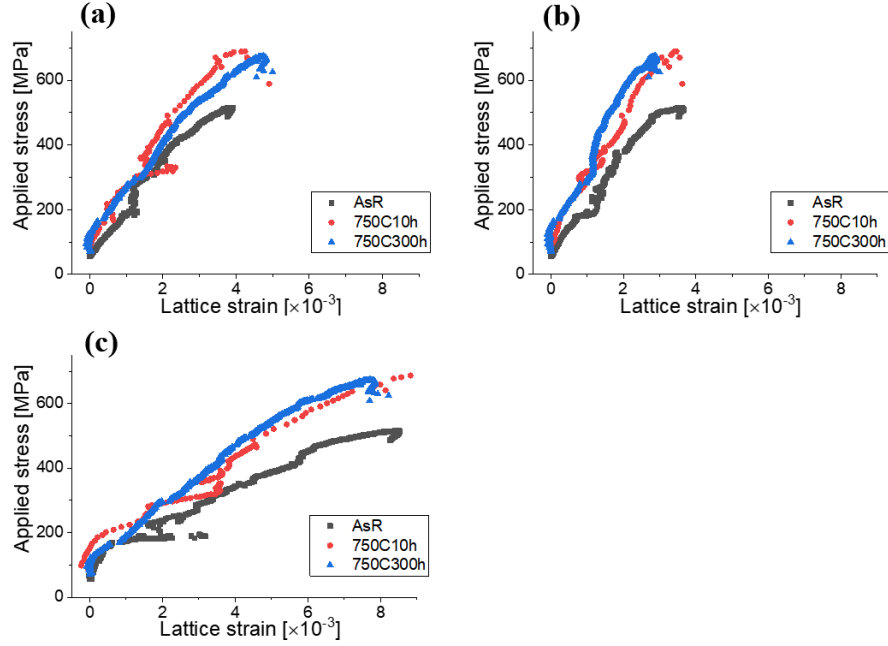 (a)
Applied stress [MPa]
600
400
200
0
0 2 4 6 8
Lattice strain [×10-3]
AsR
750C10h
750C300h
(b)
Applied stress [MPa]
600
400
200
0
0 2 4 6 8
Lattice strain [×10-3]
AsR
750C10h
750C300h
(c)
Applied stress [MPa]
600
400
200
0
0 2 4 6 8
Lattice strain [×10-3]
AsR
750C10h
750C300h